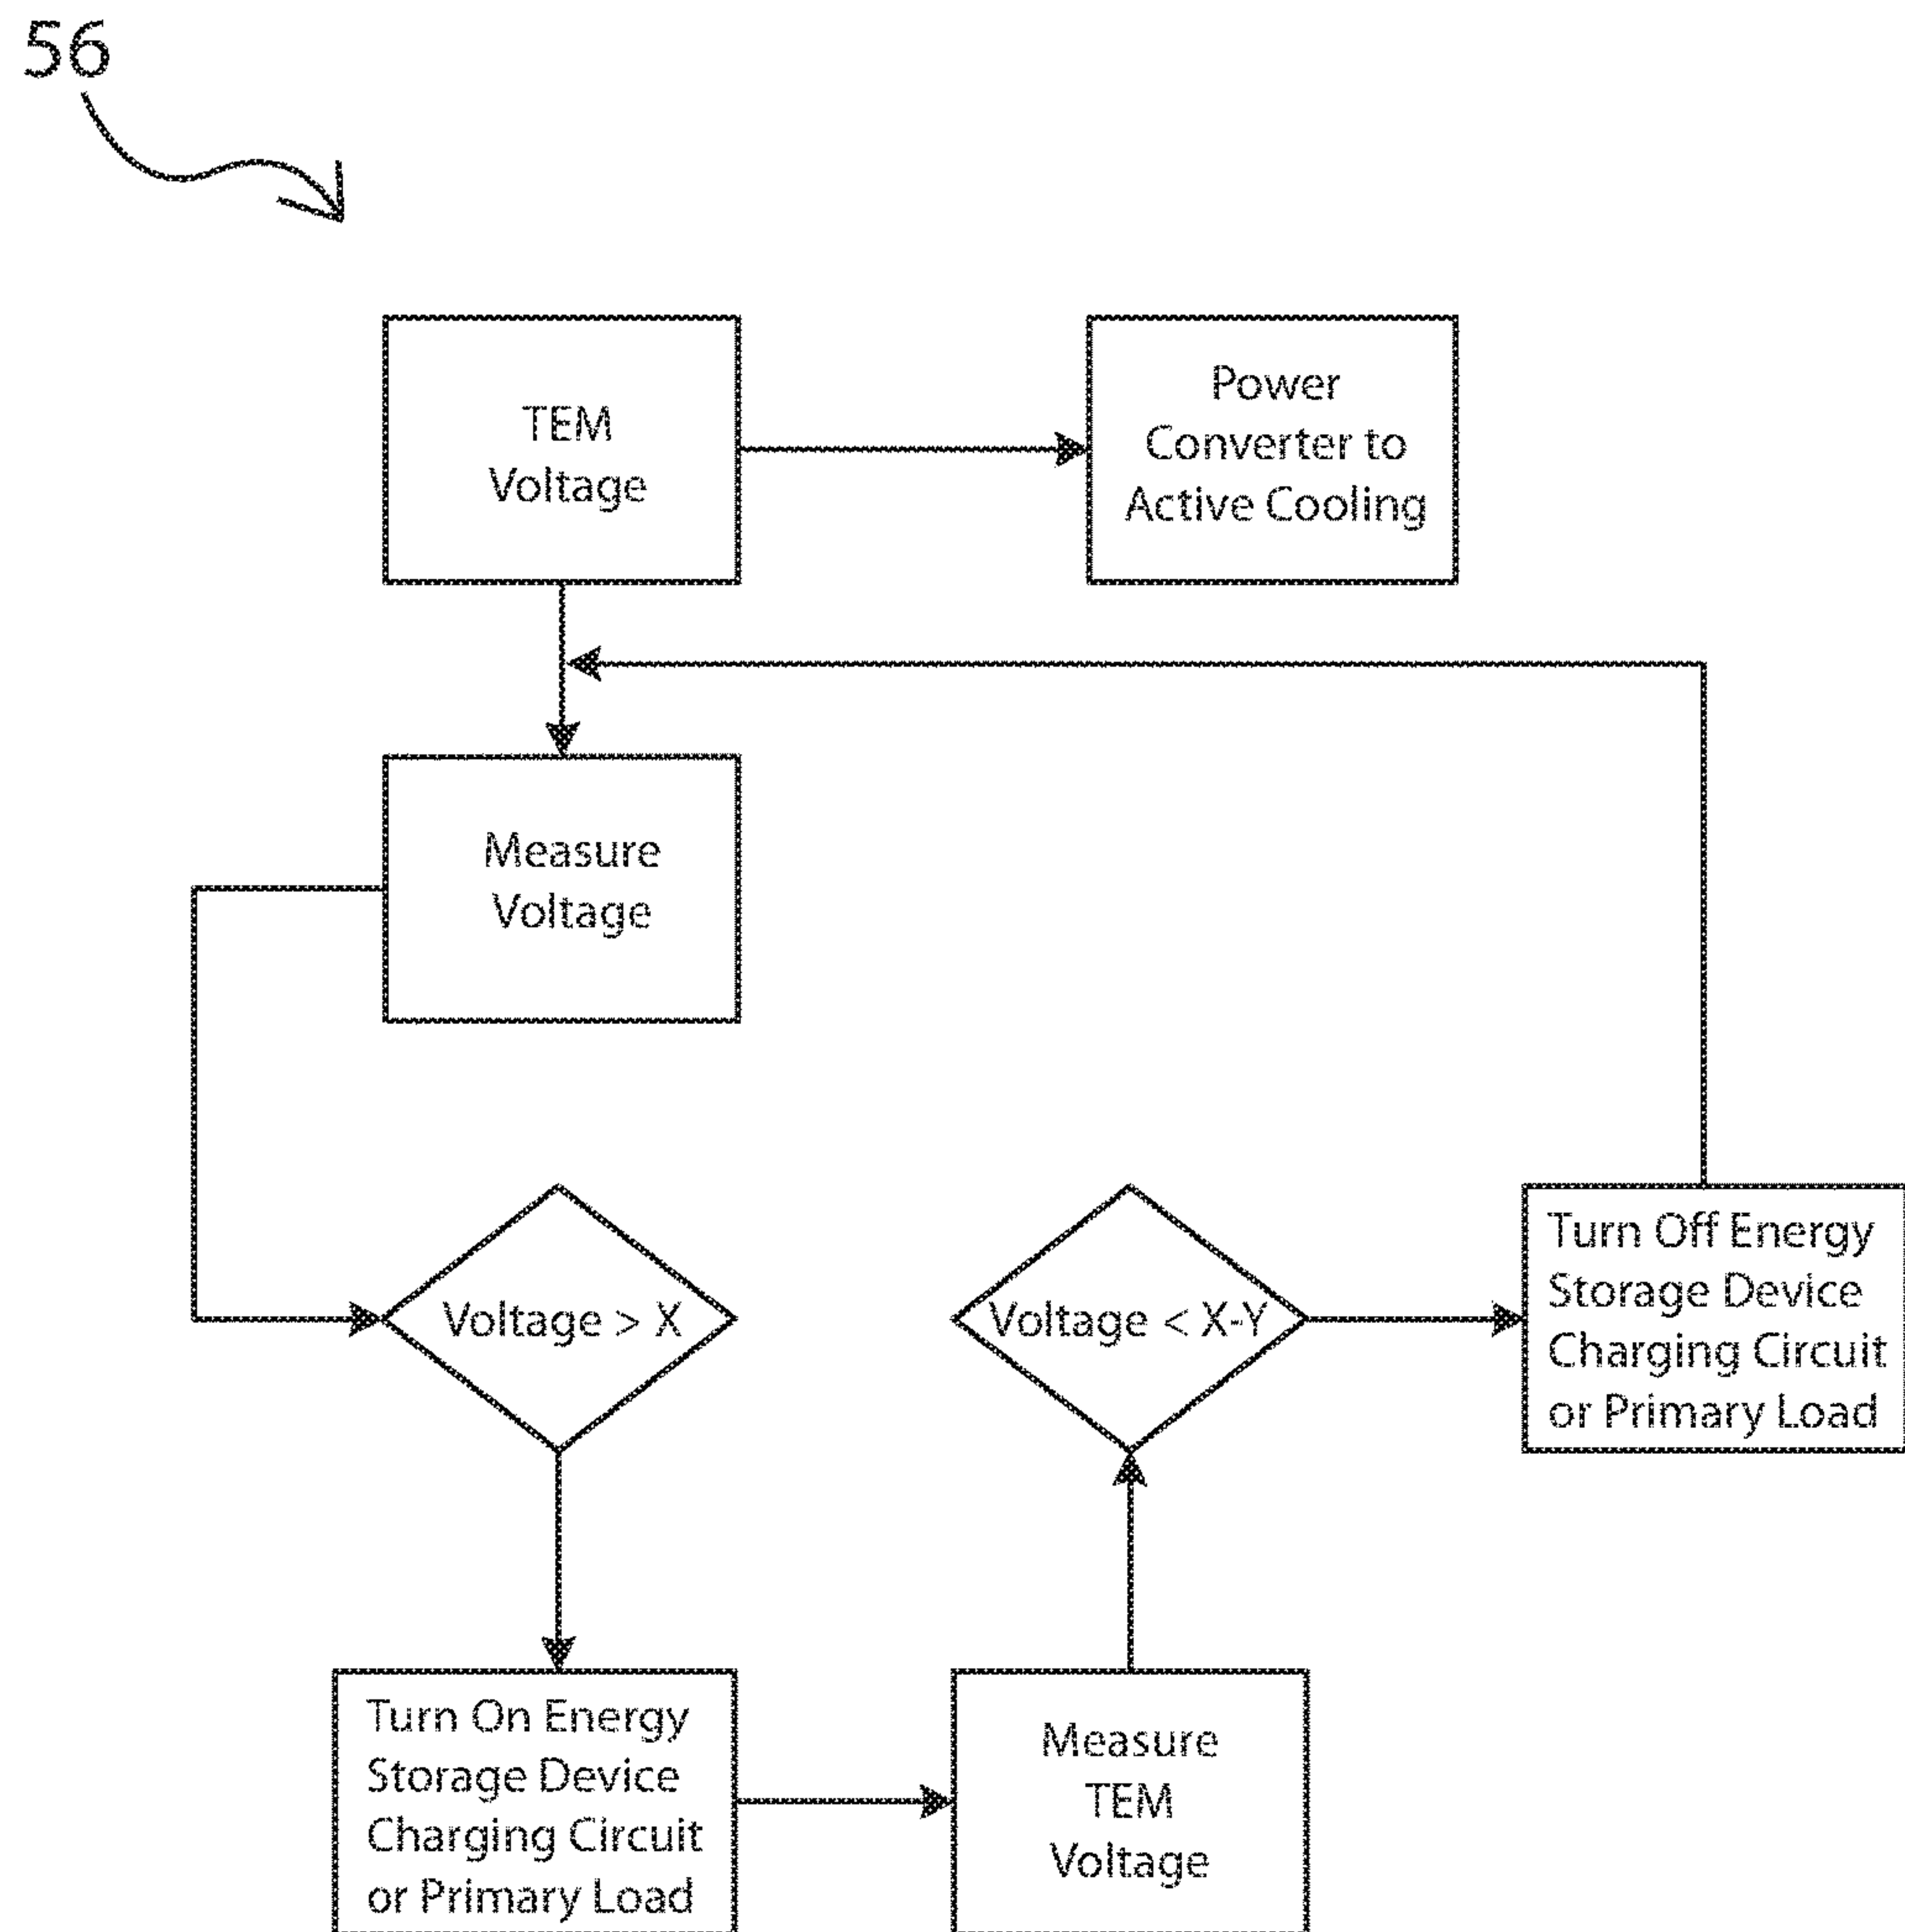 56
TEM
Voltage
Power
Converter to
Active Cooling
Measure
Voltage
Voltage > X
Voltage < X-Y
Turn Off Energy
Storage Device
Charging Circuit
or Primary Load
Turn On Energy
Storage Device
Charging Circuit
or Primary Load
Measure
TEM
Voltage